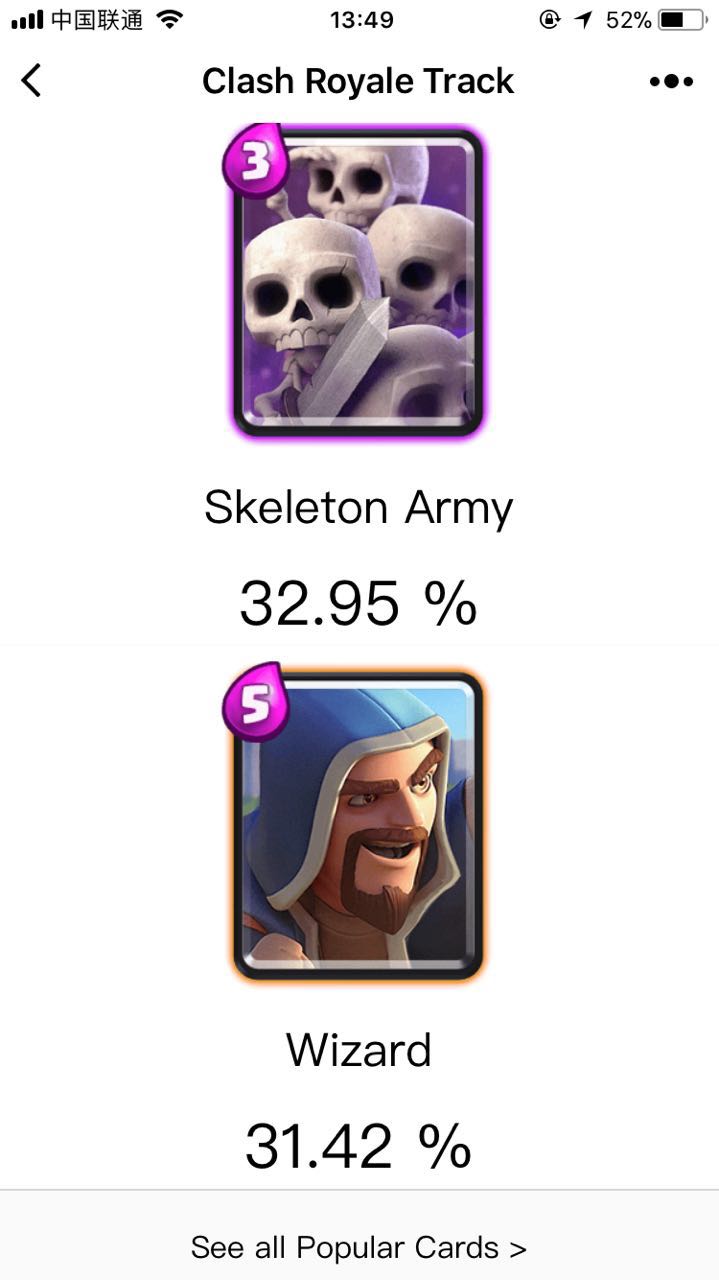 中国联通 13:49 52%
Clash Royale Track
3
Skeleton Army
32.95 %
5
Wizard
31.42 %
See all Popular Cards >